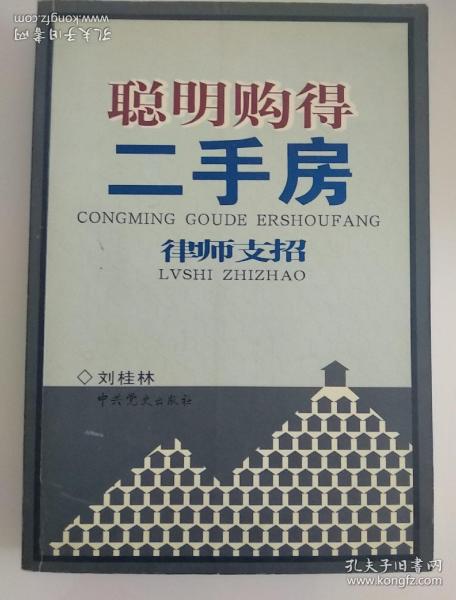 孔夫子旧书网
www.kongfz.com
聪明购得
二手房
CONGMING GOUDE ERSHOUFANG
律师支招
LVSHI ZHIZHAO
◇刘桂林
中共党史出版社
孔夫子旧书网
www.kongfz.com